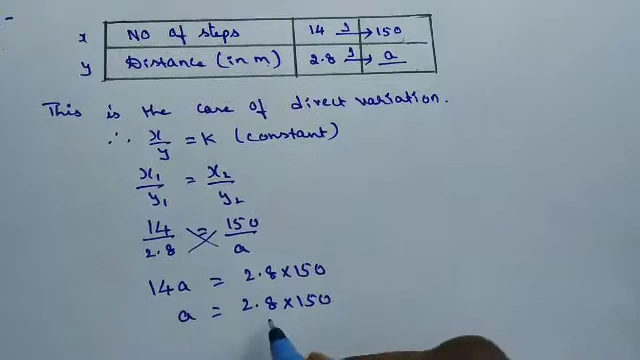 x No of steps 14 → 150
y Distance (in m) 2.8 → a
This is the case of direct variation.
∴ x/y = K (constant)
x₁/y₁ = x₂/y₂
14/2.8 = 150/a
14a = 2.8×150
a = 2.8×150